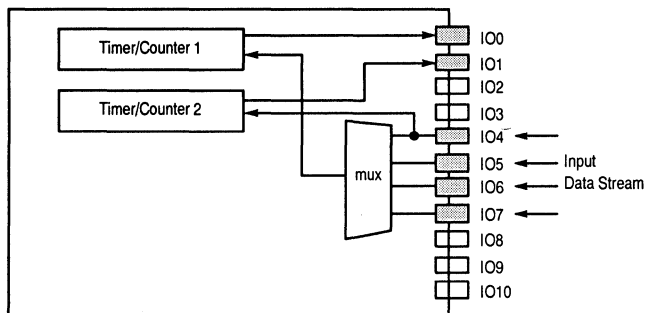 Timer/Counter 1
Timer/Counter 2
mux
IO0
IO1
IO2
IO3
IO4
IO5
IO6
IO7
IO8
IO9
IO10
Input
Data Stream